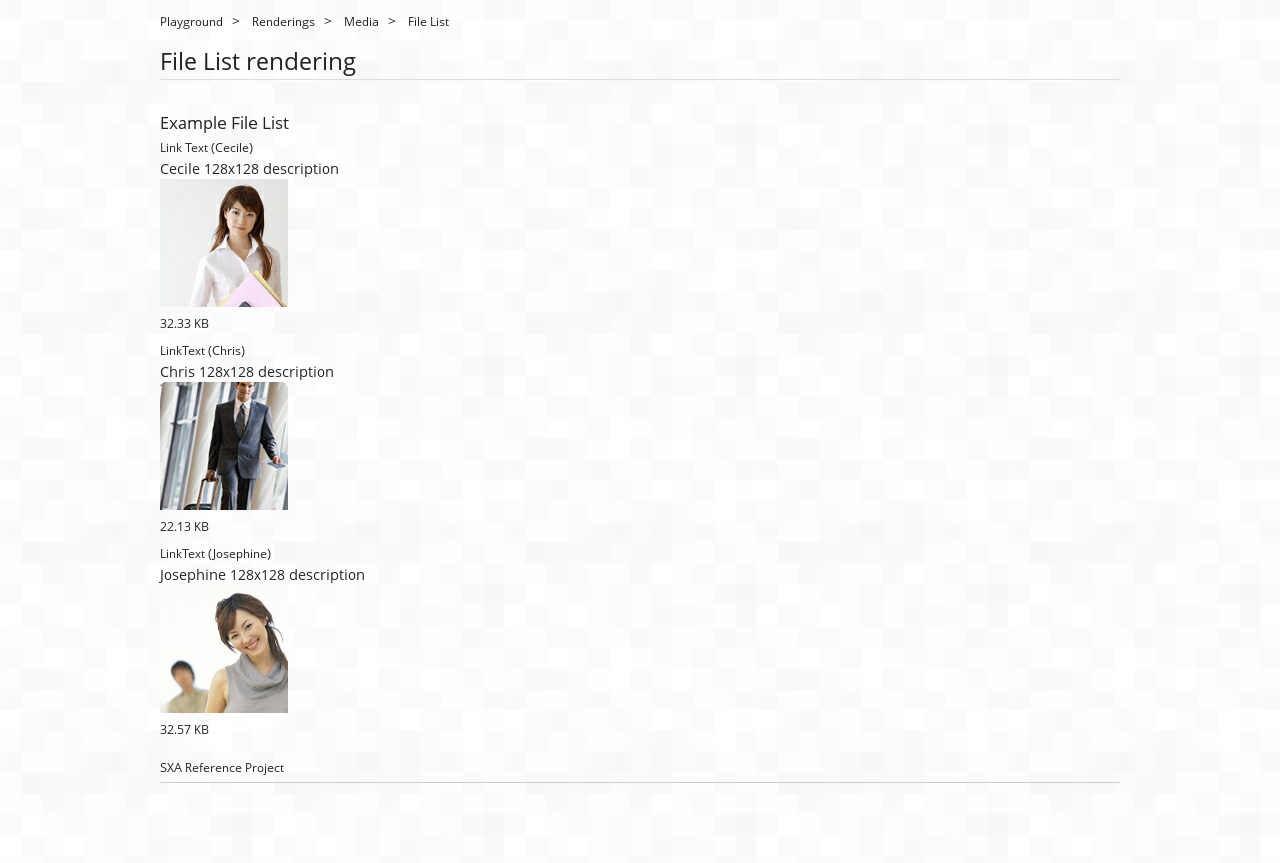 Playground > Renderings > Media > File List
File List rendering
Example File List
Link Text (Cecile)
Cecile 128x128 description
32.33 KB
LinkText (Chris)
Chris 128x128 description
22.13 KB
LinkText (Josephine)
Josephine 128x128 description
32.57 KB
SXA Reference Project